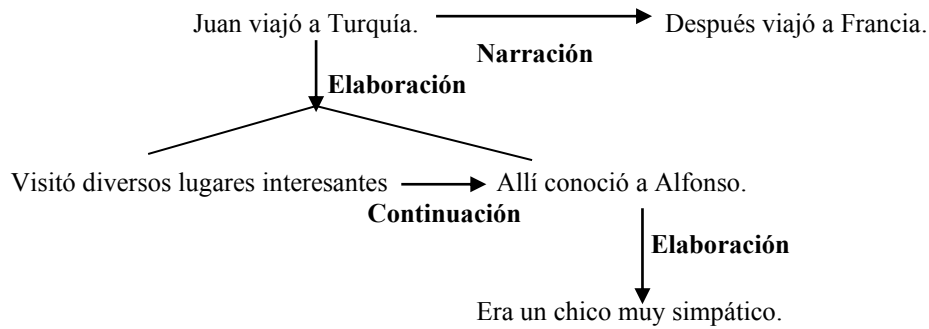 Juan viajó a Turquía. Después viajó a Francia.
Narración
Elaboración
Visitó diversos lugares interesantes Allí conoció a Alfonso.
Continuación
Elaboración
Era un chico muy simpático.